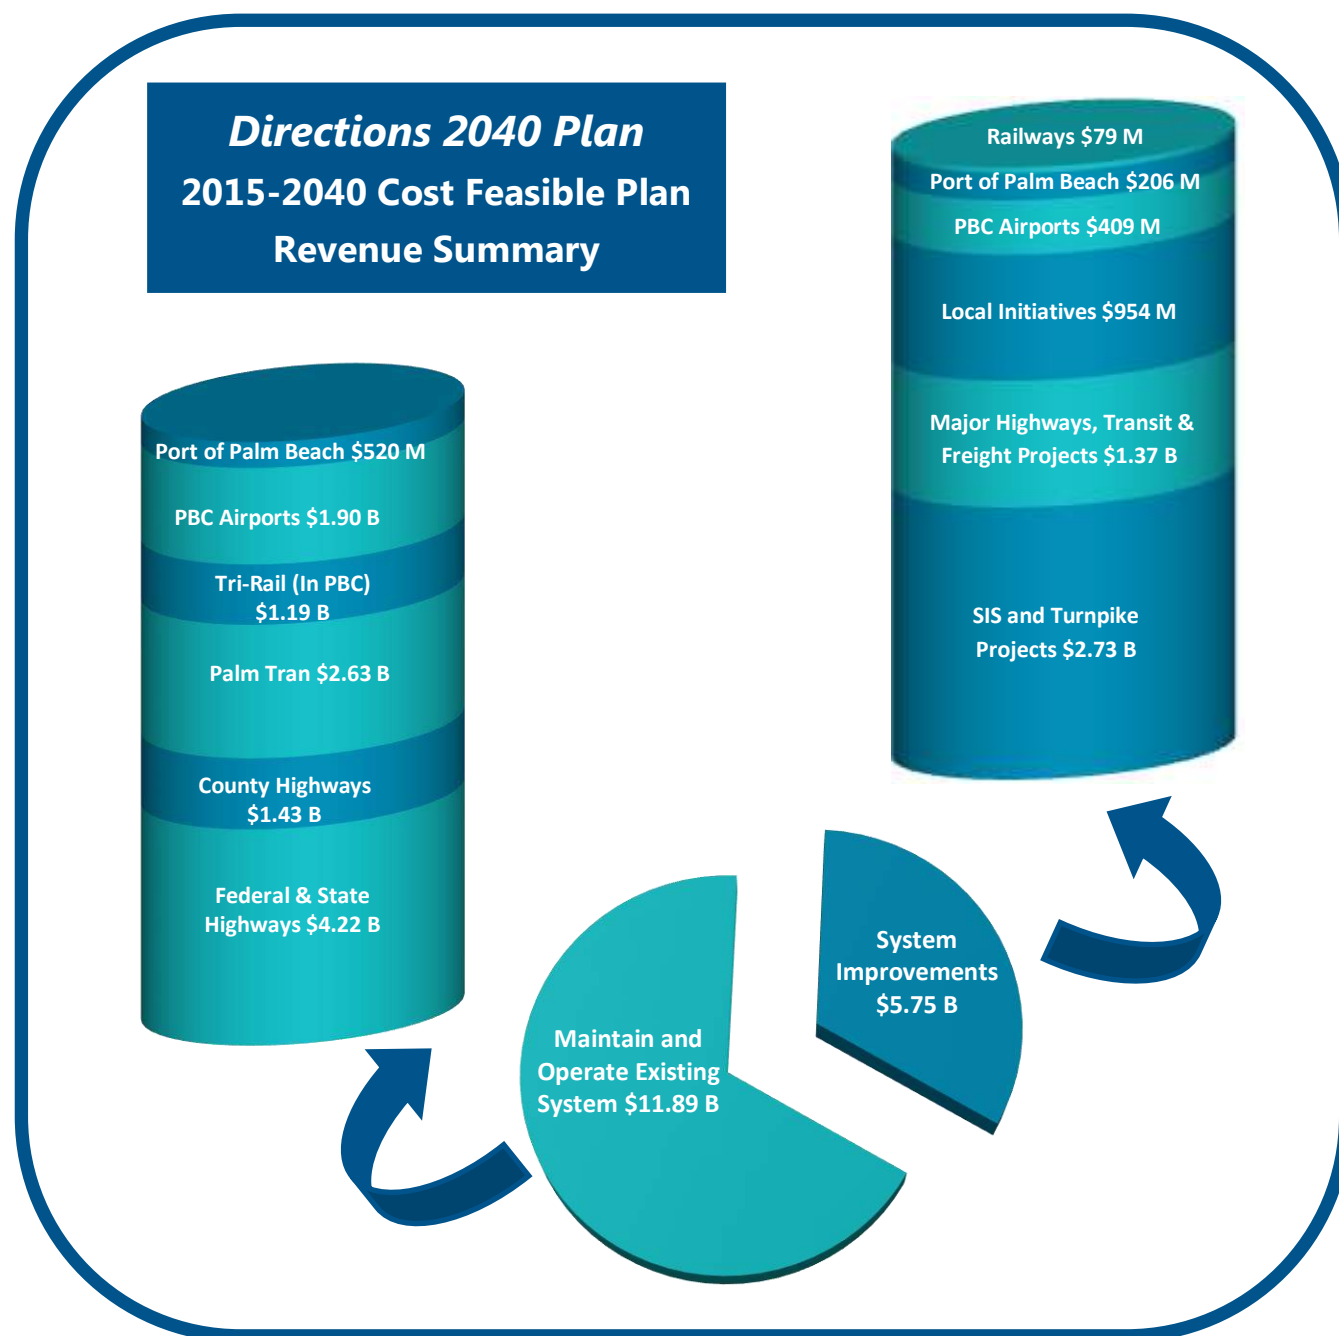 Directions 2040 Plan
2015-2040 Cost Feasible Plan
Revenue Summary
Railways $79 M
Port of Palm Beach $206 M
PBC Airports $409 M
Local Initiatives $954 M
Major Highways, Transit &
Freight Projects $1.37 B
SIS and Turnpike
Projects $2.73 B
Port of Palm Beach $520 M
PBC Airports $1.90 B
Tri-Rail (In PBC)
$1.19 B
Palm Tran $2.63 B
County Highways
$1.43 B
Federal & State
Highways $4.22 B
System
Improvements
$5.75 B
Maintain and
Operate Existing
System $11.89 B